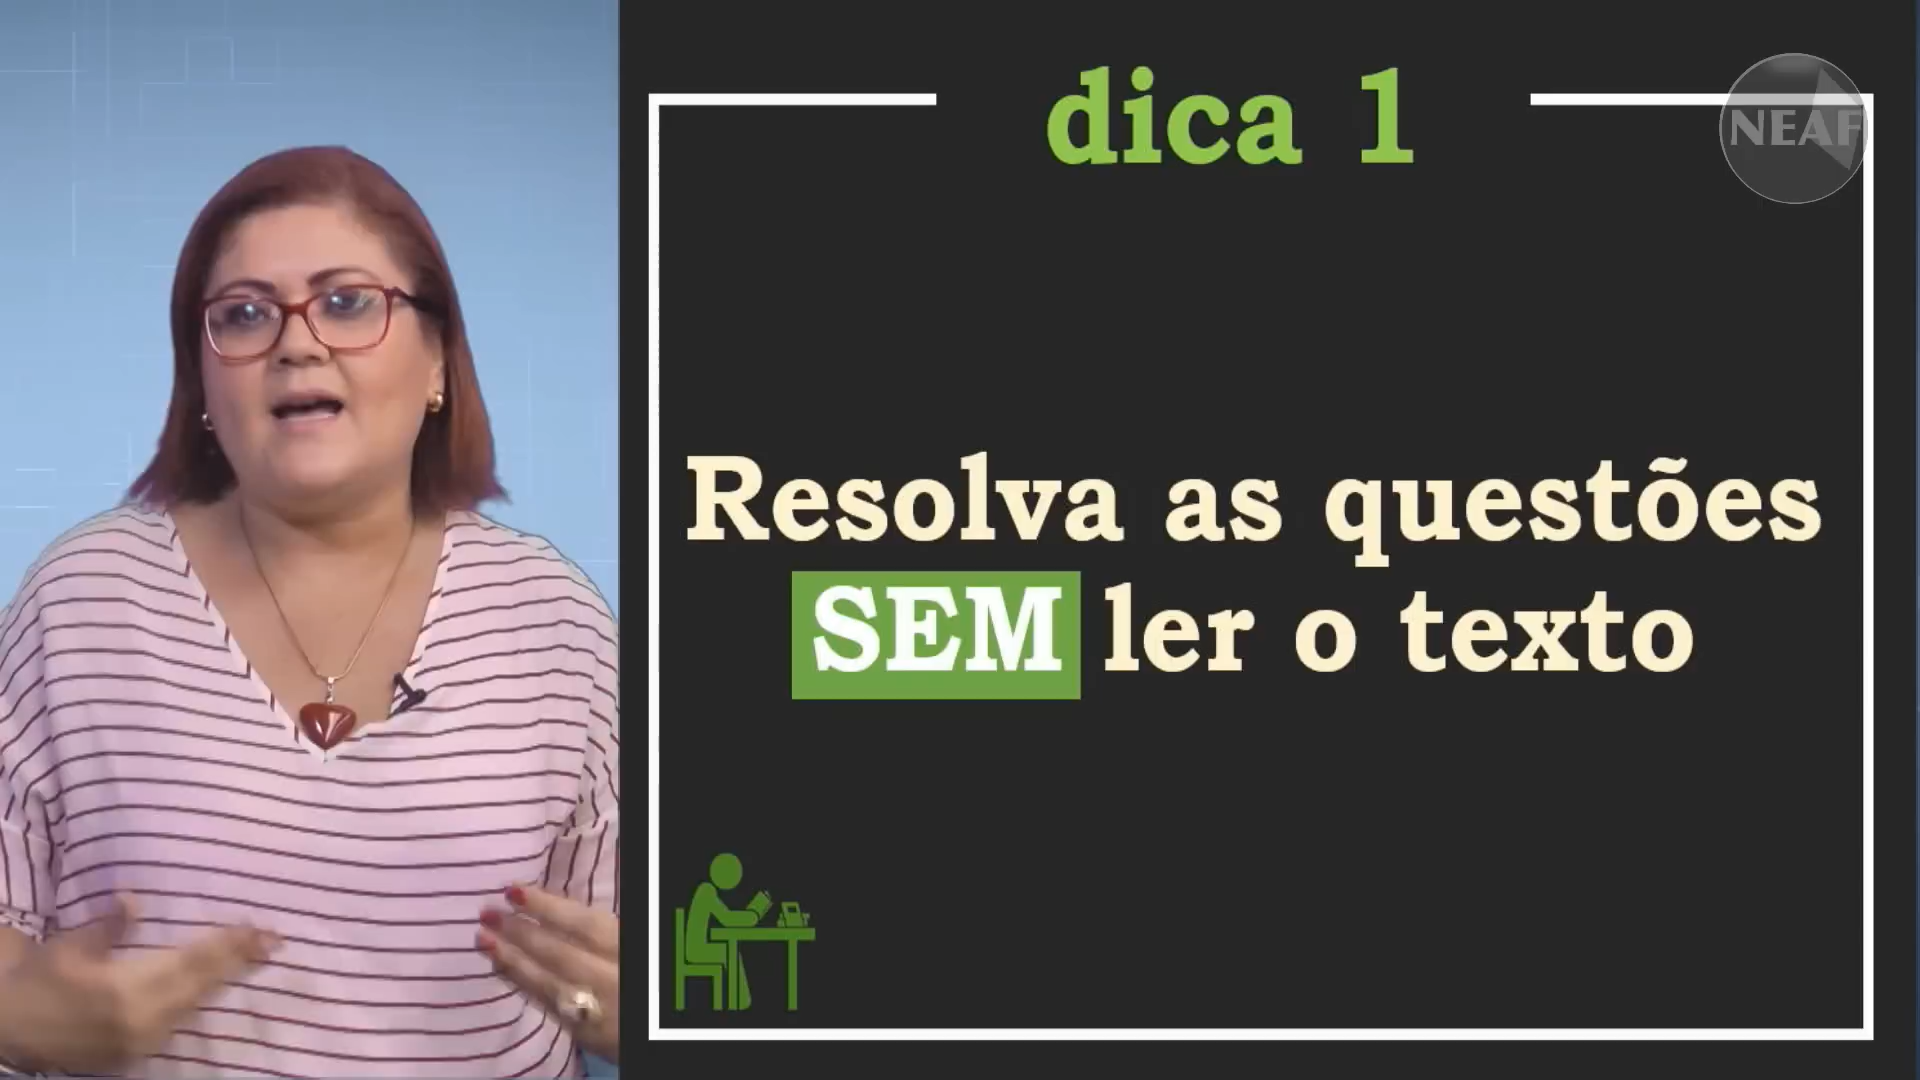 dica 1
NEAF
Resolva as questões
SEM ler o texto